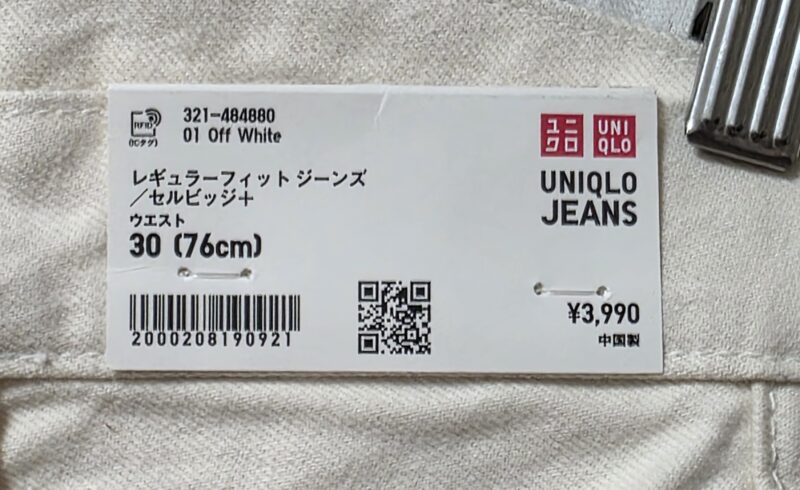 RFID
(ICタグ)
321-484880
01 Off White
レギュラーフィット ジーンズ
/セルビッジ+
ウエスト
30 (76cm)
2000208190921
ユニ
クロ
UNI
QLO
UNIQLO
JEANS
¥3,990
中国製